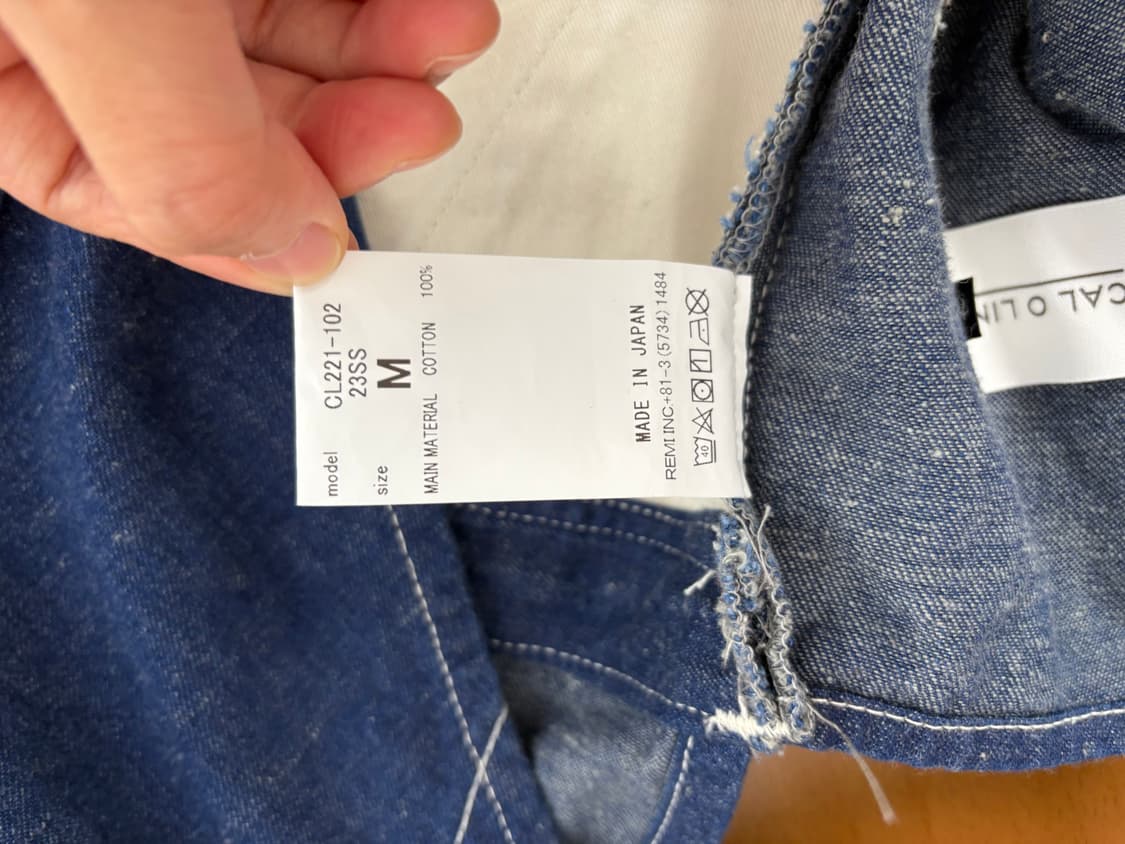 model CL221-102
23SS
size M
MAIN MATERIAL COTTON 100%
MADE IN JAPAN
REMI INC.+81-3(5734)1484
40
CAL O LIN